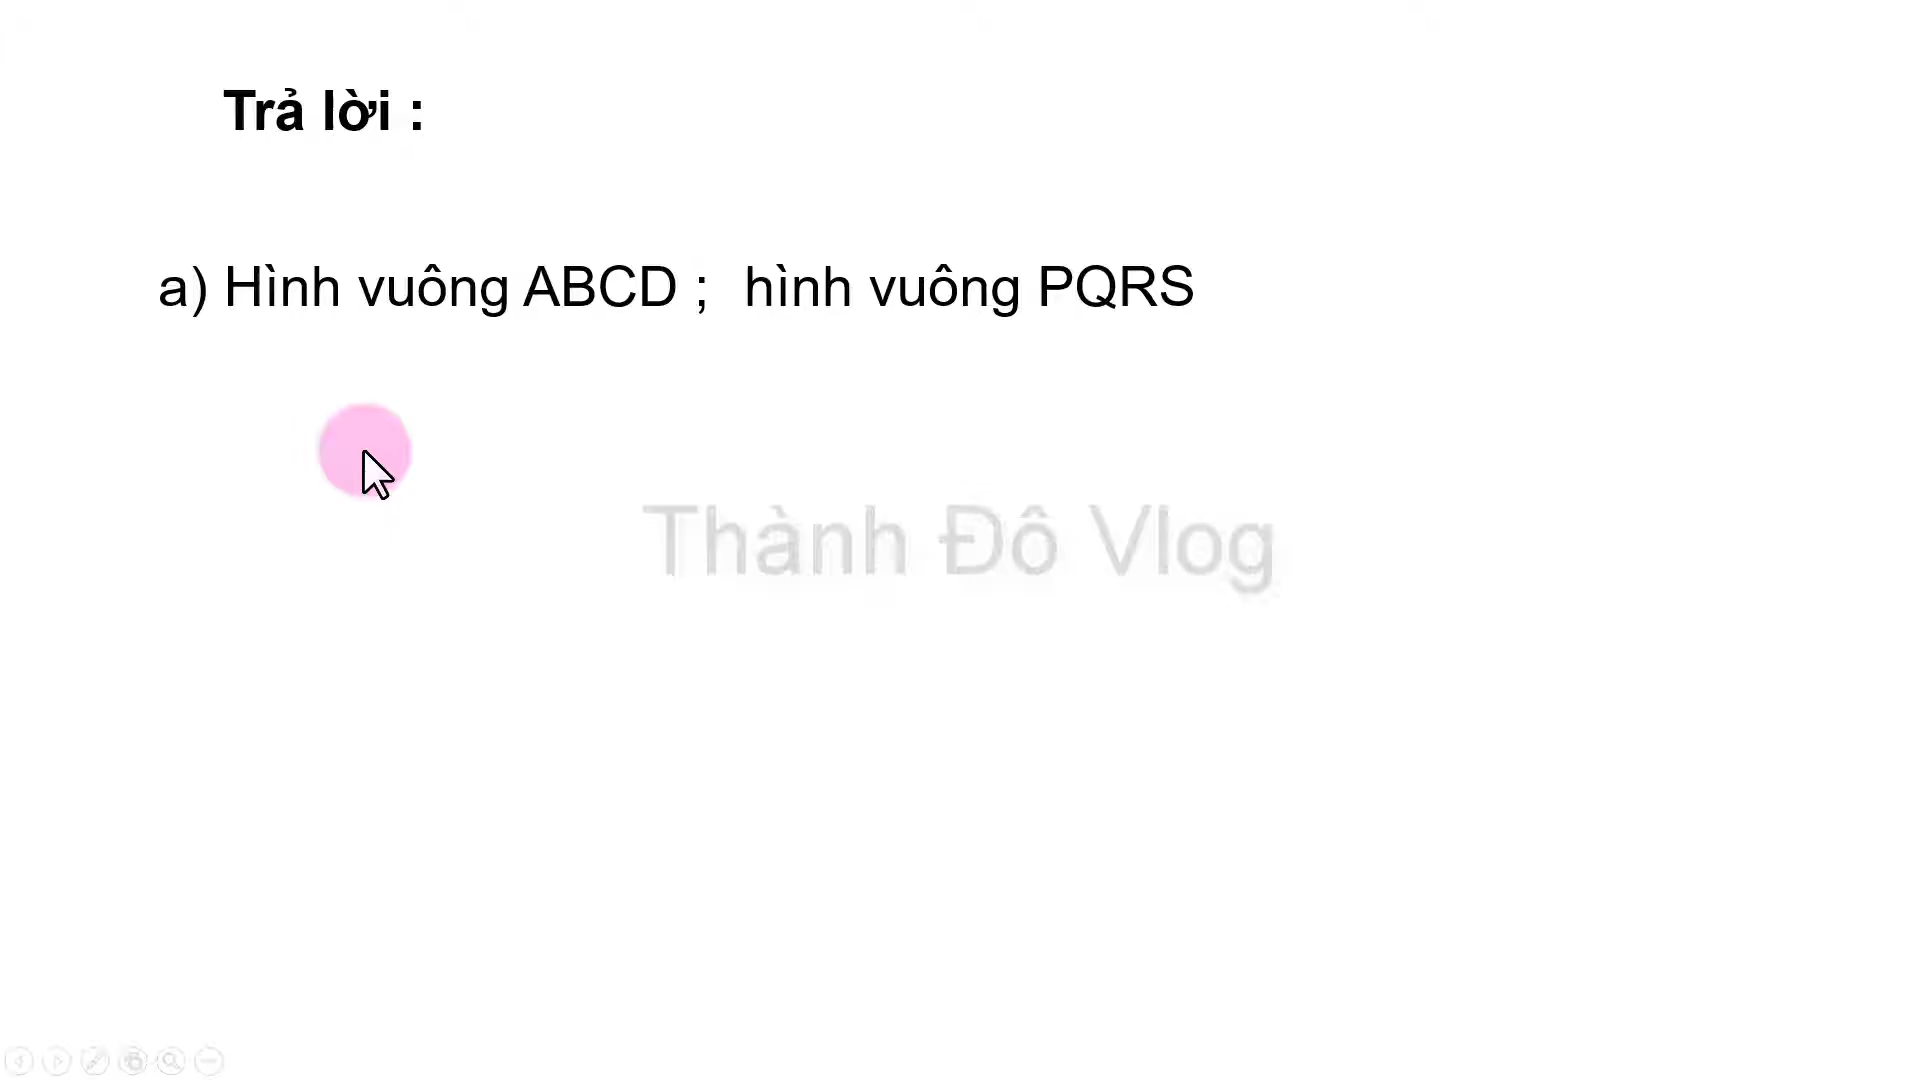 Trả lời :
a) Hình vuông ABCD ; hình vuông PQRS
Thành Đô Vlog